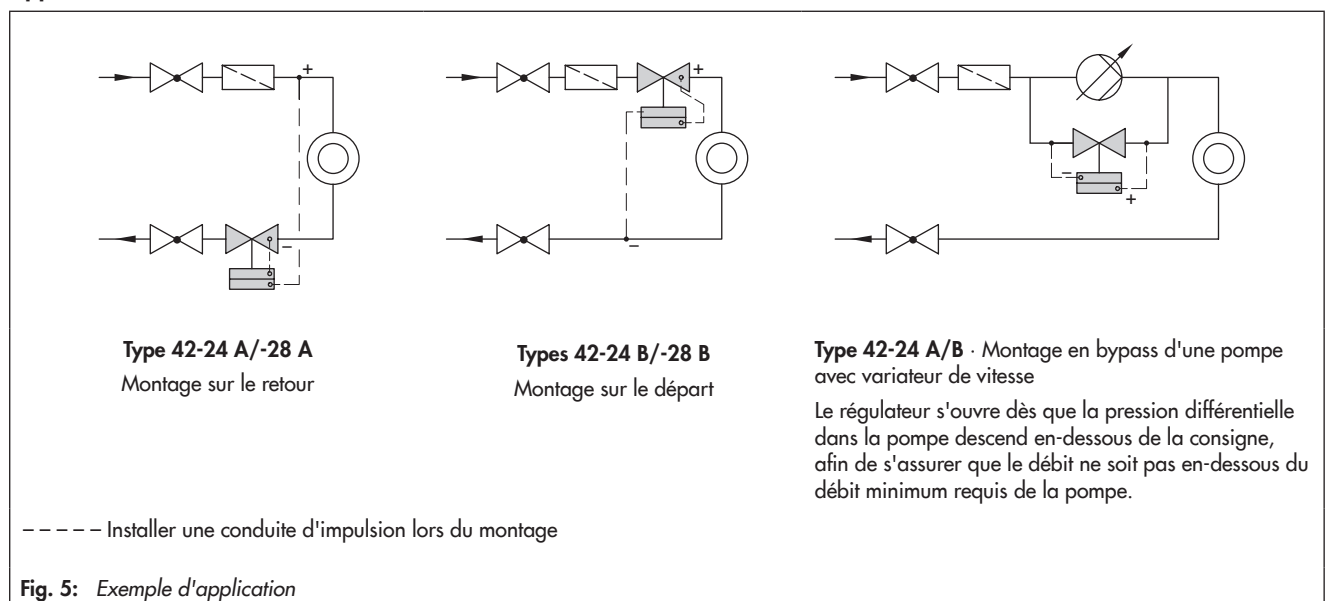 +
-
Type 42-24 A/-28 A
Montage sur le retour
+
-
Types 42-24 B/-28 B
Montage sur le départ
-
+
Type 42-24 A/B · Montage en bypass d'une pompe
avec variateur de vitesse
Le régulateur s'ouvre dès que la pression différentielle
dans la pompe descend en-dessous de la consigne,
afin de s'assurer que le débit ne soit pas en-dessous du
débit minimum requis de la pompe.
– – – – – Installer une conduite d'impulsion lors du montage
Fig. 5: Exemple d'application